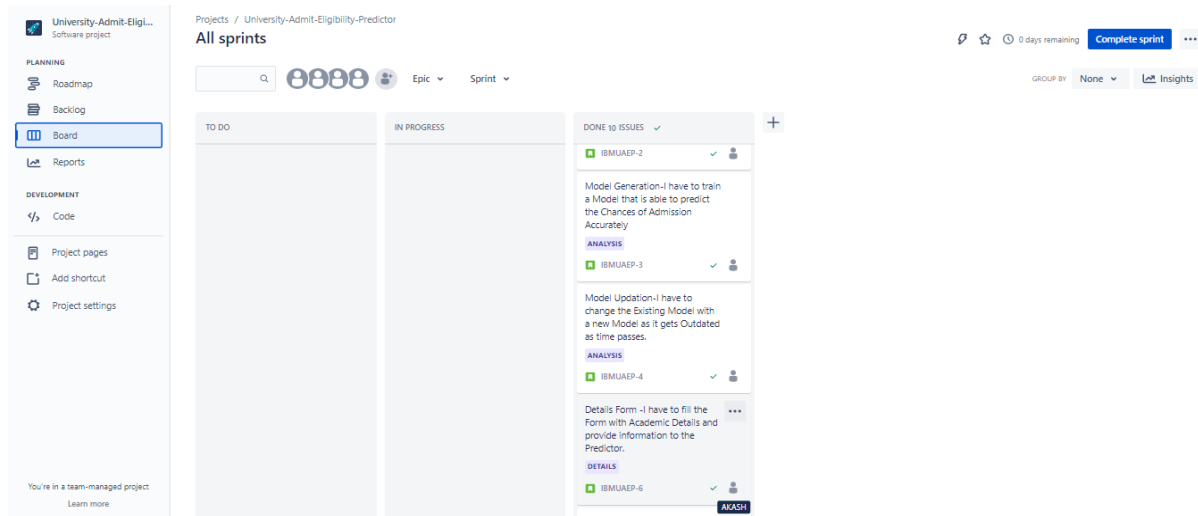 University-Admit-Eligi...
Software project
PLANNING
Roadmap
Backlog
Board
Reports
DEVELOPMENT
Code
Project pages
Add shortcut
Project settings
You're in a team-managed project
Learn more
Projects / University-Admit-Eligibility-Predictor
All sprints
0 days remaining
Complete sprint
Epic
Sprint
GROUP BY
None
Insights
TO DO
IN PROGRESS
DONE 10 ISSUES
IBMUAEP-2
Model Generation-I have to train
a Model that is able to predict
the Chances of Admission
Accurately
ANALYSIS
IBMUAEP-3
Model Updation-I have to
change the Existing Model with
a new Model as it gets Outdated
as time passes.
ANALYSIS
IBMUAEP-4
Details Form -I have to fill the
Form with Academic Details and
provide information to the
Predictor.
DETAILS
IBMUAEP-6
AKASH